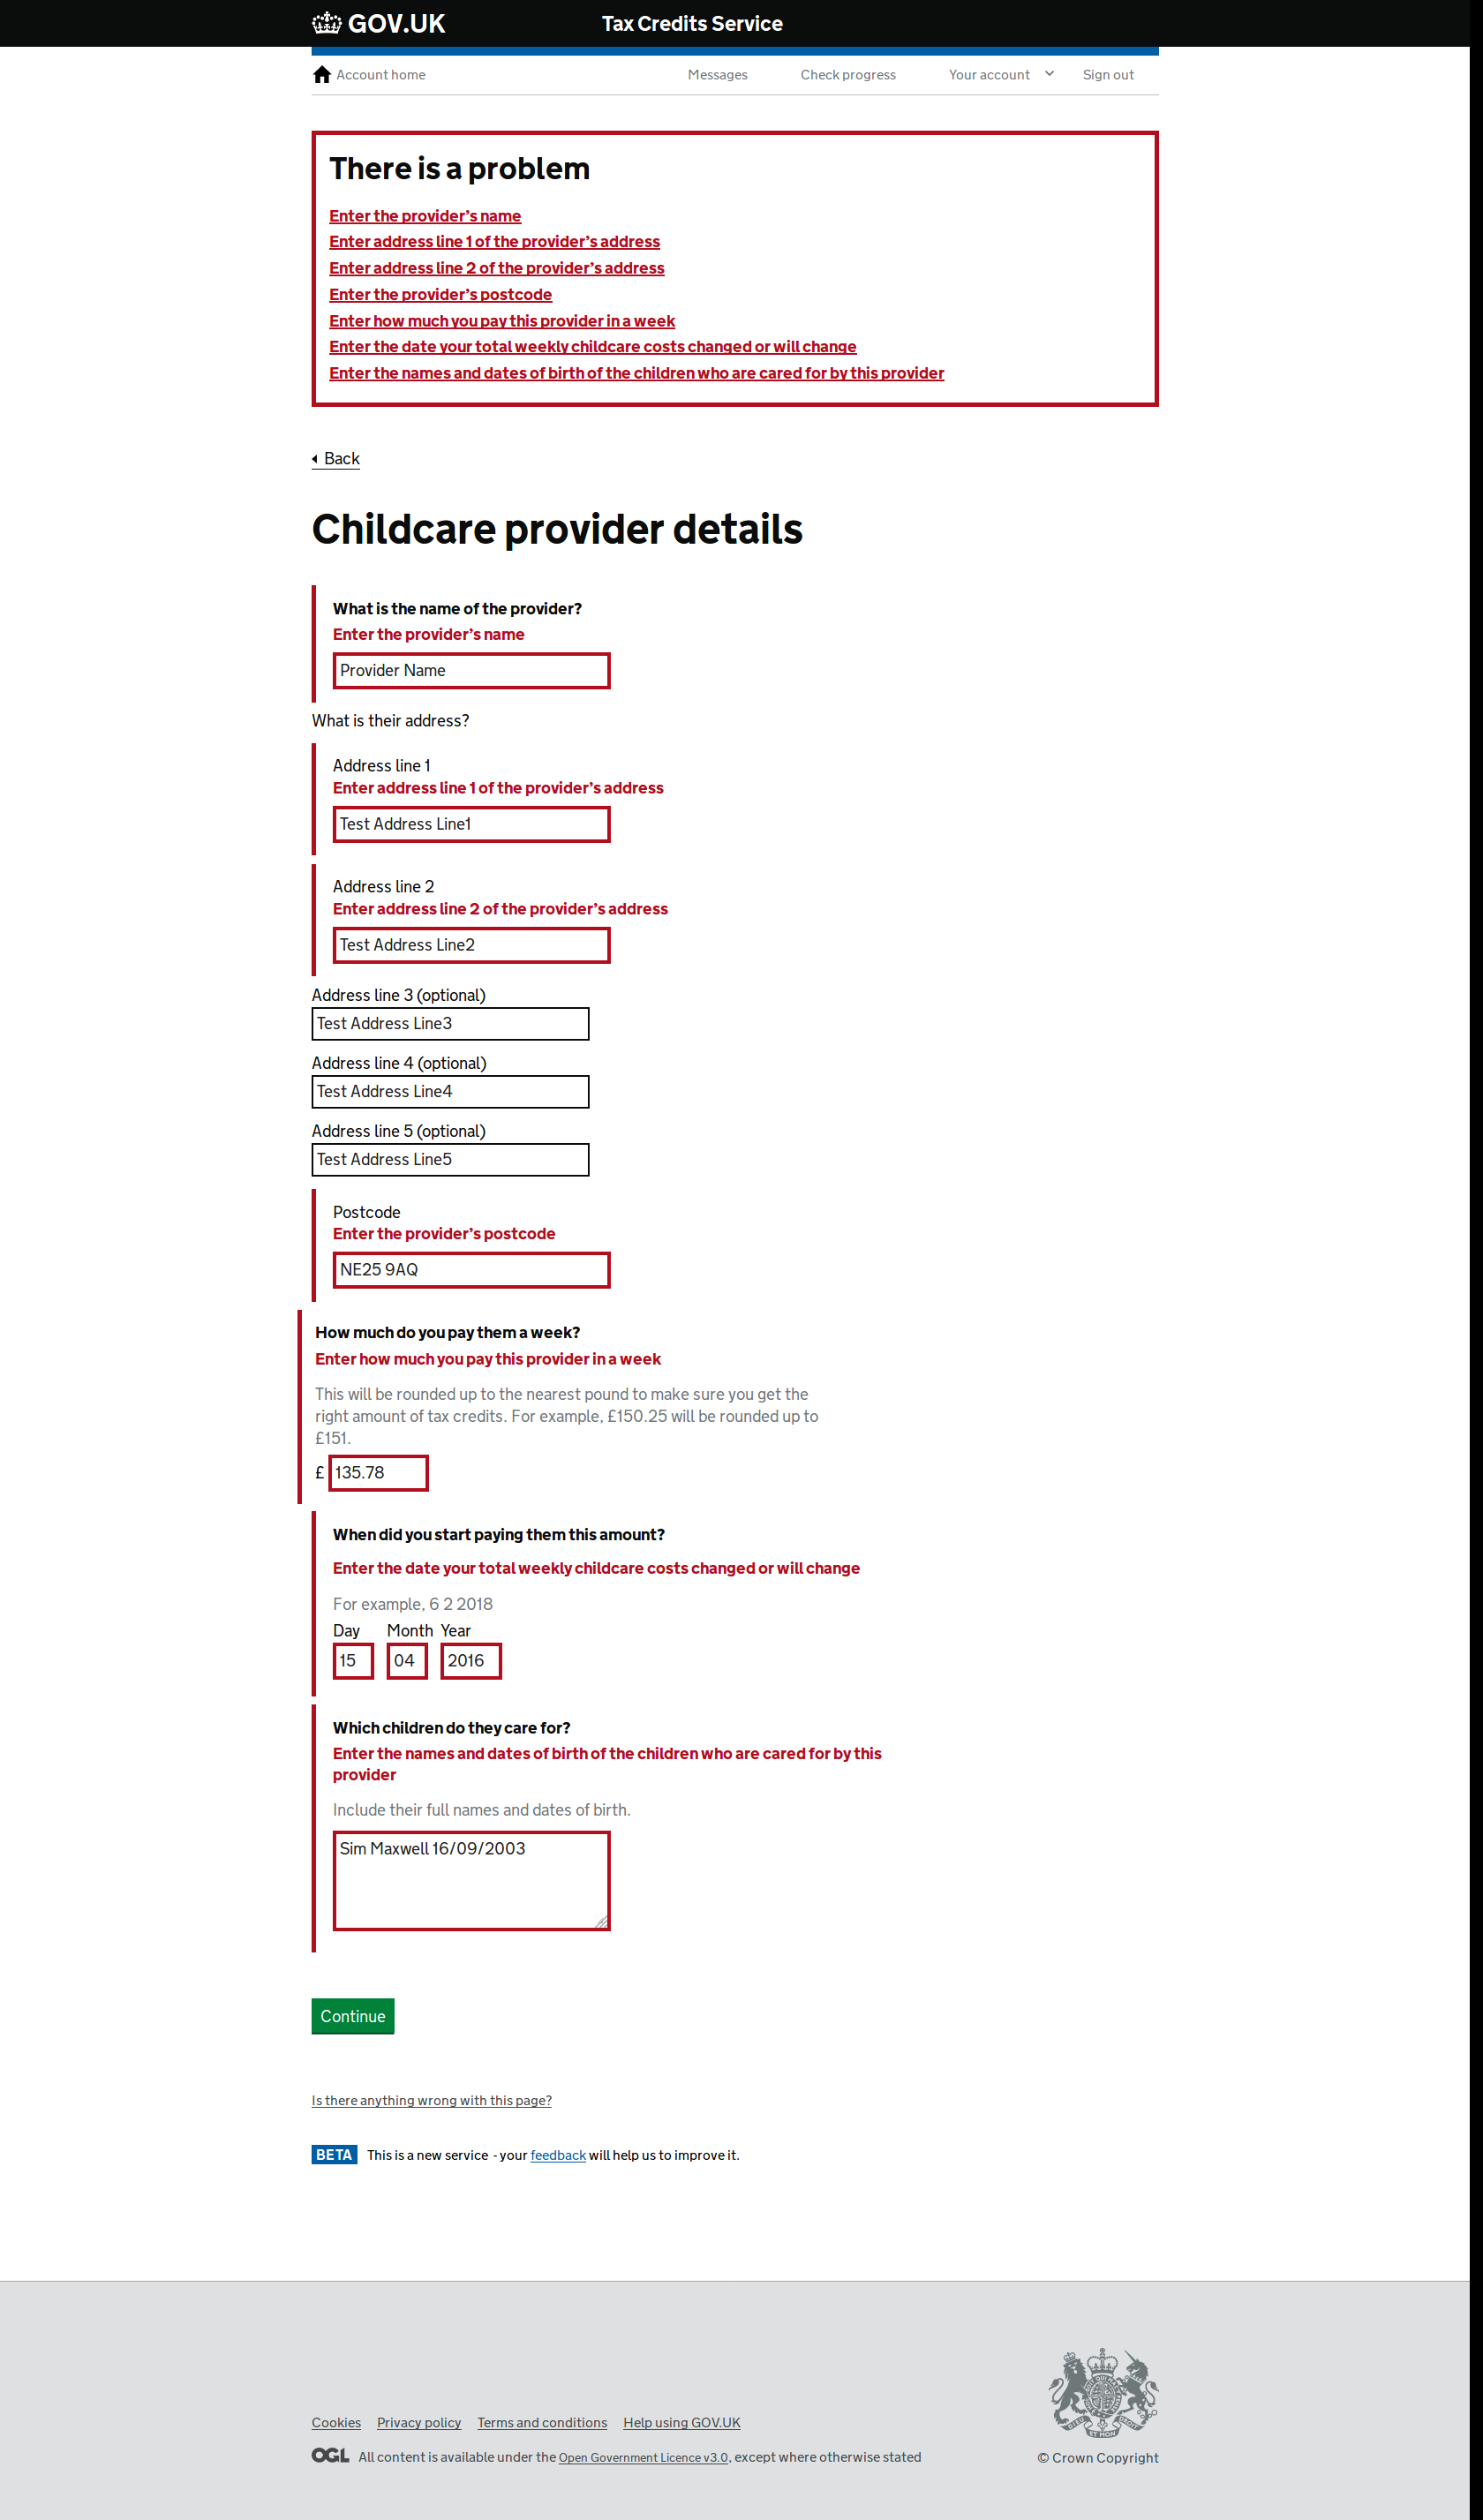 GOV.UK
Tax Credits Service
Account home
Messages
Check progress
Your account
Sign out
There is a problem
Enter the provider’s name
Enter address line 1 of the provider’s address
Enter address line 2 of the provider’s address
Enter the provider’s postcode
Enter how much you pay this provider in a week
Enter the date your total weekly childcare costs changed or will change
Enter the names and dates of birth of the children who are cared for by this provider
Back
Childcare provider details
What is the name of the provider?
Enter the provider’s name
Provider Name
What is their address?
Address line 1
Enter address line 1 of the provider’s address
Test Address Line1
Address line 2
Enter address line 2 of the provider’s address
Test Address Line2
Address line 3 (optional)
Test Address Line3
Address line 4 (optional)
Test Address Line4
Address line 5 (optional)
Test Address Line5
Postcode
Enter the provider’s postcode
NE25 9AQ
How much do you pay them a week?
Enter how much you pay this provider in a week
This will be rounded up to the nearest pound to make sure you get the
right amount of tax credits. For example, £150.25 will be rounded up to
£151.
£ 135.78
When did you start paying them this amount?
Enter the date your total weekly childcare costs changed or will change
For example, 6 2 2018
Day Month Year
15 04 2016
Which children do they care for?
Enter the names and dates of birth of the children who are cared for by this
provider
Include their full names and dates of birth.
Sim Maxwell 16/09/2003
Continue
Is there anything wrong with this page?
BETA This is a new service - your feedback will help us to improve it.
Cookies Privacy policy Terms and conditions Help using GOV.UK
OGL All content is available under the Open Government Licence v3.0, except where otherwise stated
© Crown Copyright